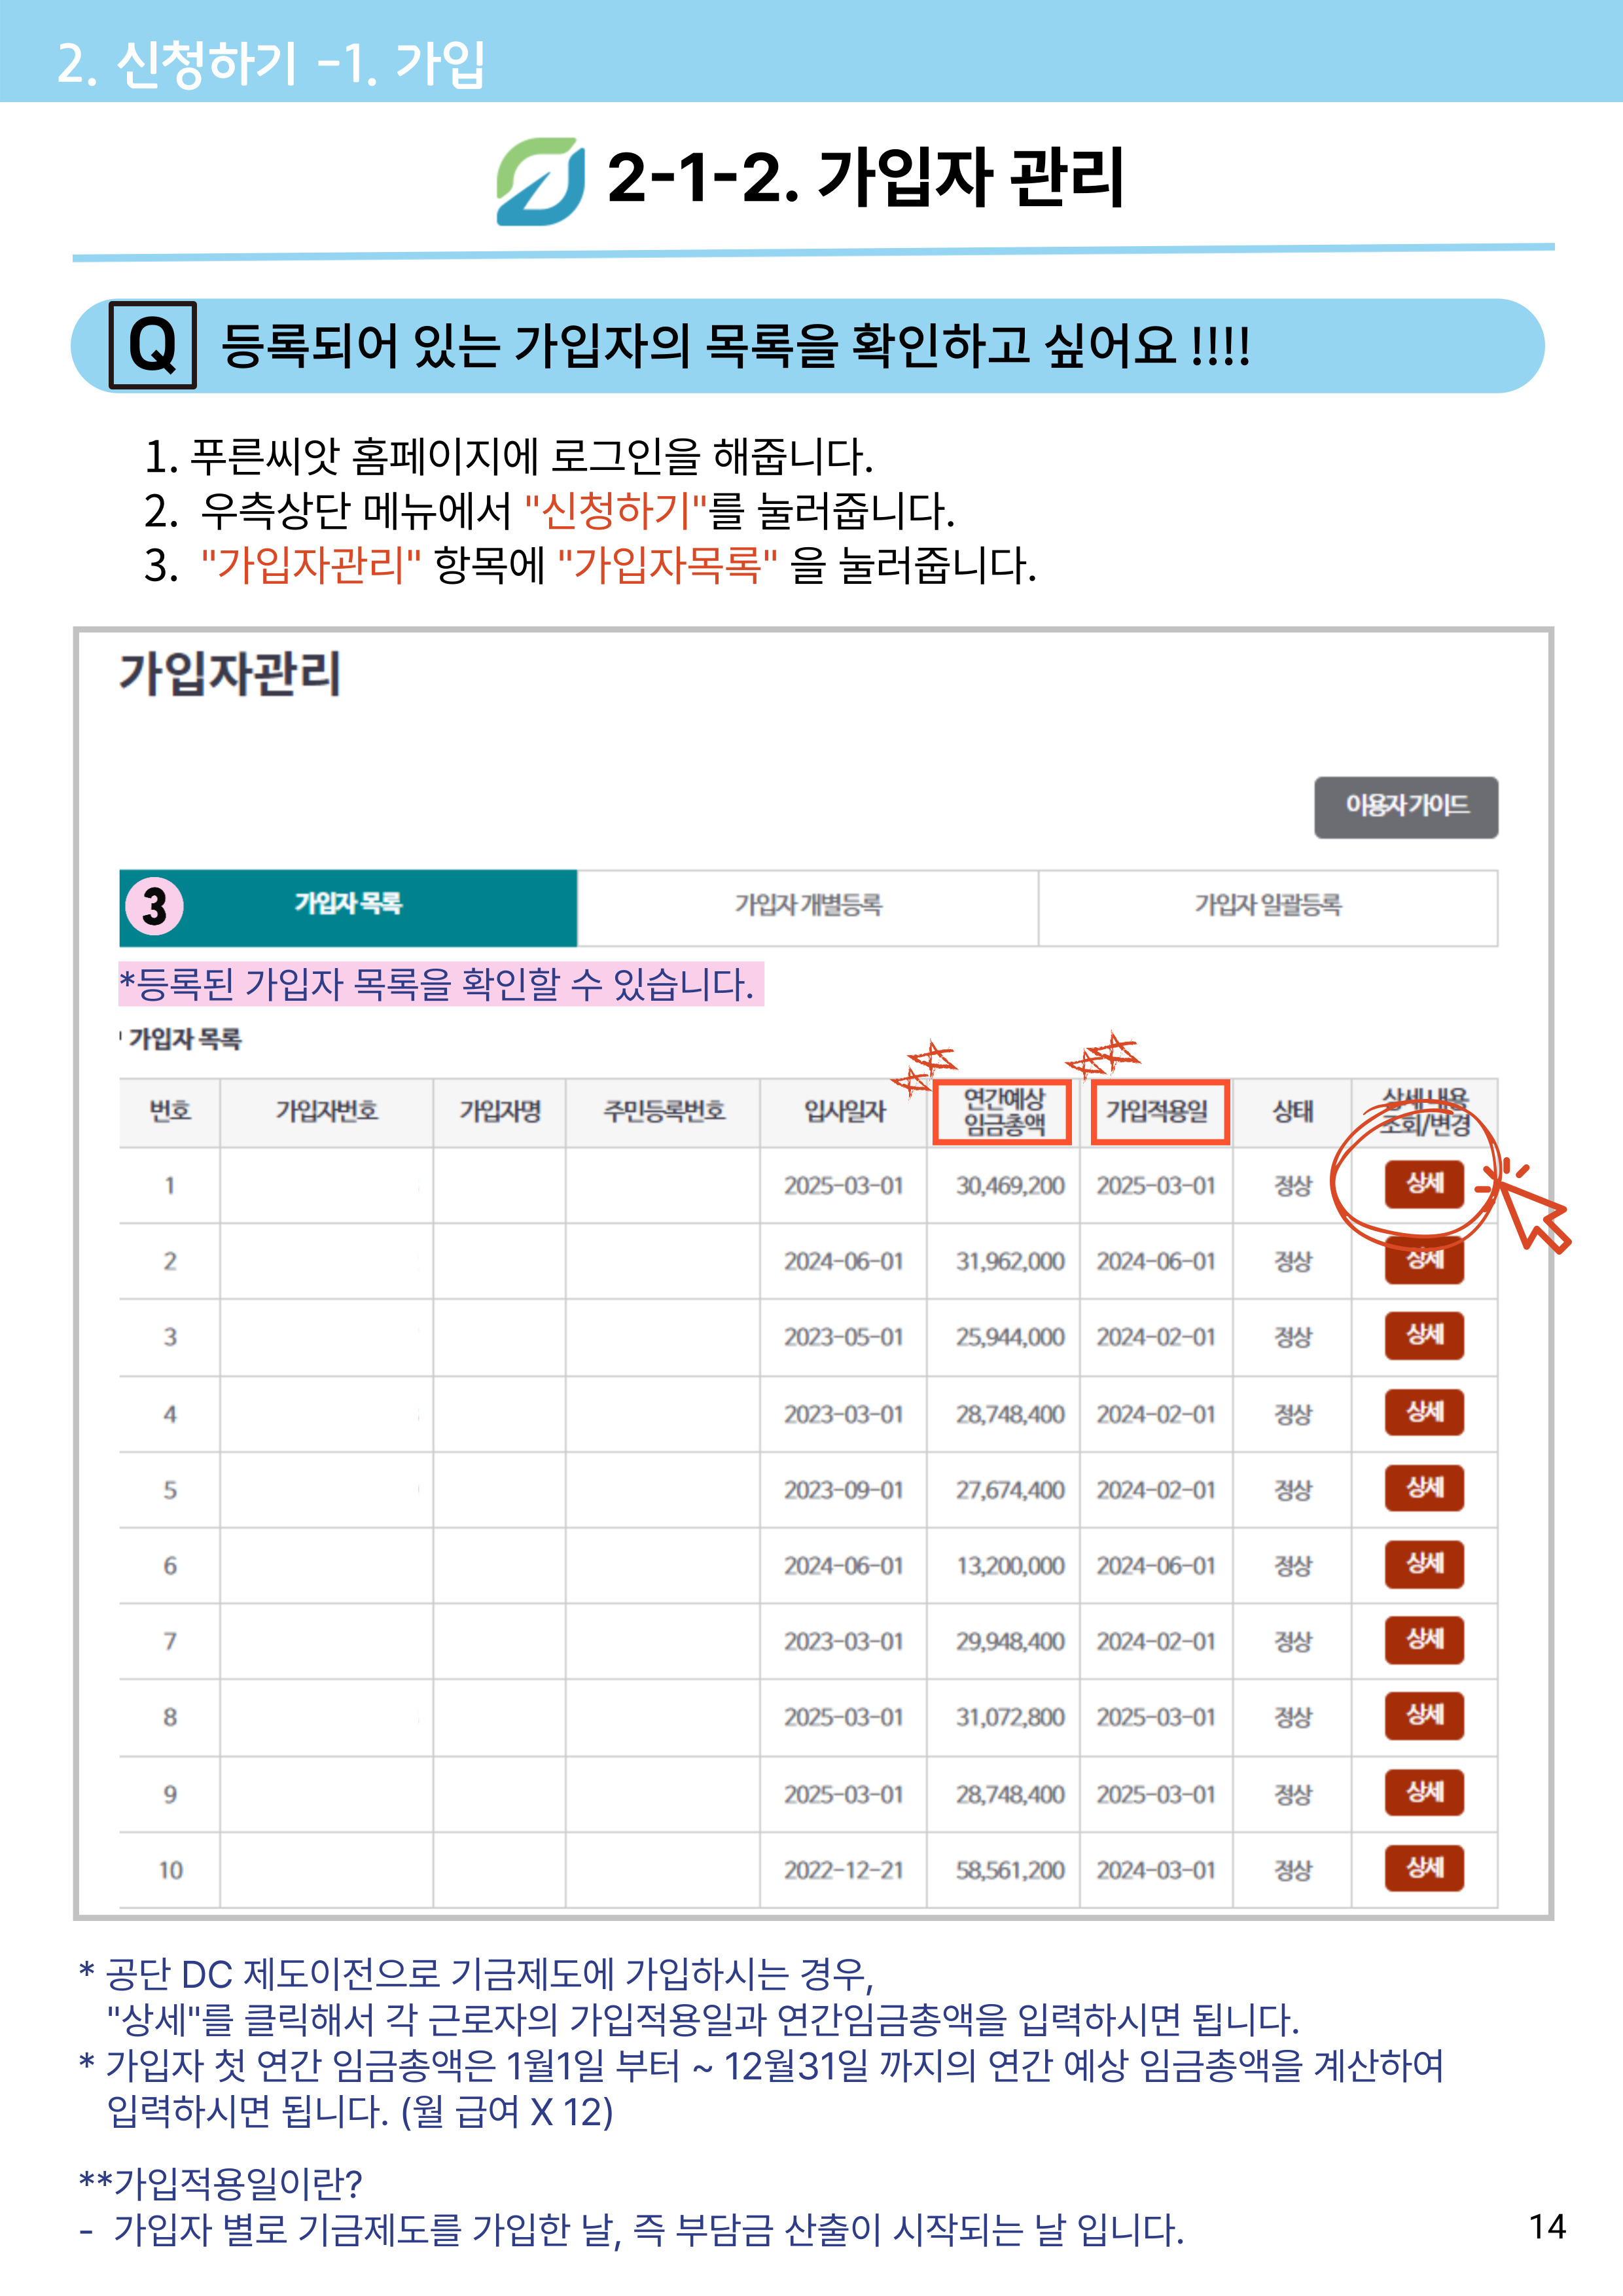 2. 신청하기 -1. 가입
2-1-2. 가입자 관리
Q 등록되어 있는 가입자의 목록을 확인하고 싶어요 !!!!
1. 푸른씨앗 홈페이지에 로그인을 해줍니다.
2. 우측상단 메뉴에서 "신청하기"를 눌러줍니다.
3. "가입자관리" 항목에 "가입자목록" 을 눌러줍니다.
가입자관리
이용자 가이드
3 가입자 목록 가입자 개별등록 가입자 일괄등록
*등록된 가입자 목록을 확인할 수 있습니다.
가입자 목록
번호 가입자번호 가입자명 주민등록번호 입사일자 연간예상 임금총액 가입적용일 상태 상세내용 조회/변경
1 2025-03-01 30,469,200 2025-03-01 정상 상세
2 2024-06-01 31,962,000 2024-06-01 정상 상세
3 2023-05-01 25,944,000 2024-02-01 정상 상세
4 2023-03-01 28,748,400 2024-02-01 정상 상세
5 2023-09-01 27,674,400 2024-02-01 정상 상세
6 2024-06-01 13,200,000 2024-06-01 정상 상세
7 2023-03-01 29,948,400 2024-02-01 정상 상세
8 2025-03-01 31,072,800 2025-03-01 정상 상세
9 2025-03-01 28,748,400 2025-03-01 정상 상세
10 2022-12-21 58,561,200 2024-03-01 정상 상세
* 공단 DC 제도이전으로 기금제도에 가입하시는 경우,
"상세"를 클릭해서 각 근로자의 가입적용일과 연간임금총액을 입력하시면 됩니다.
* 가입자 첫 연간 임금총액은 1월1일 부터 ~ 12월31일 까지의 연간 예상 임금총액을 계산하여
입력하시면 됩니다. (월 급여 X 12)
**가입적용일이란?
- 가입자 별로 기금제도를 가입한 날, 즉 부담금 산출이 시작되는 날 입니다.
14